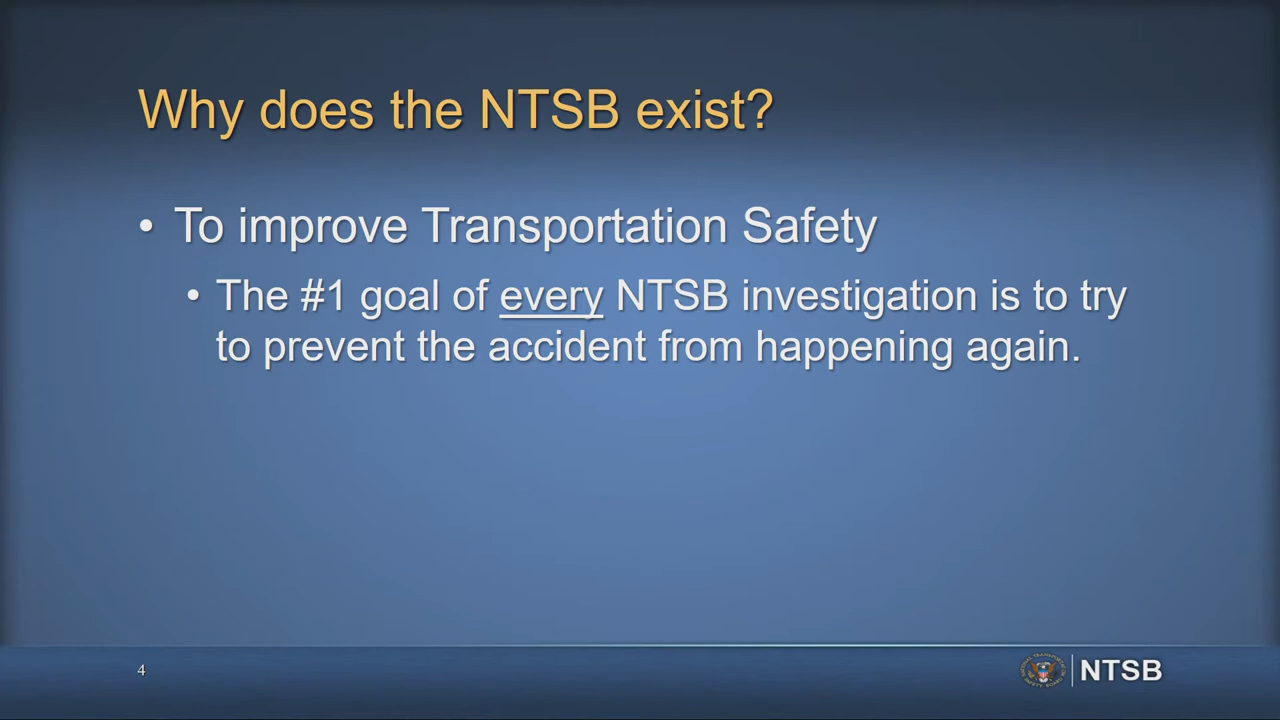 Why does the NTSB exist?
• To improve Transportation Safety
• The #1 goal of every NTSB investigation is to try
to prevent the accident from happening again.
4
NTSB